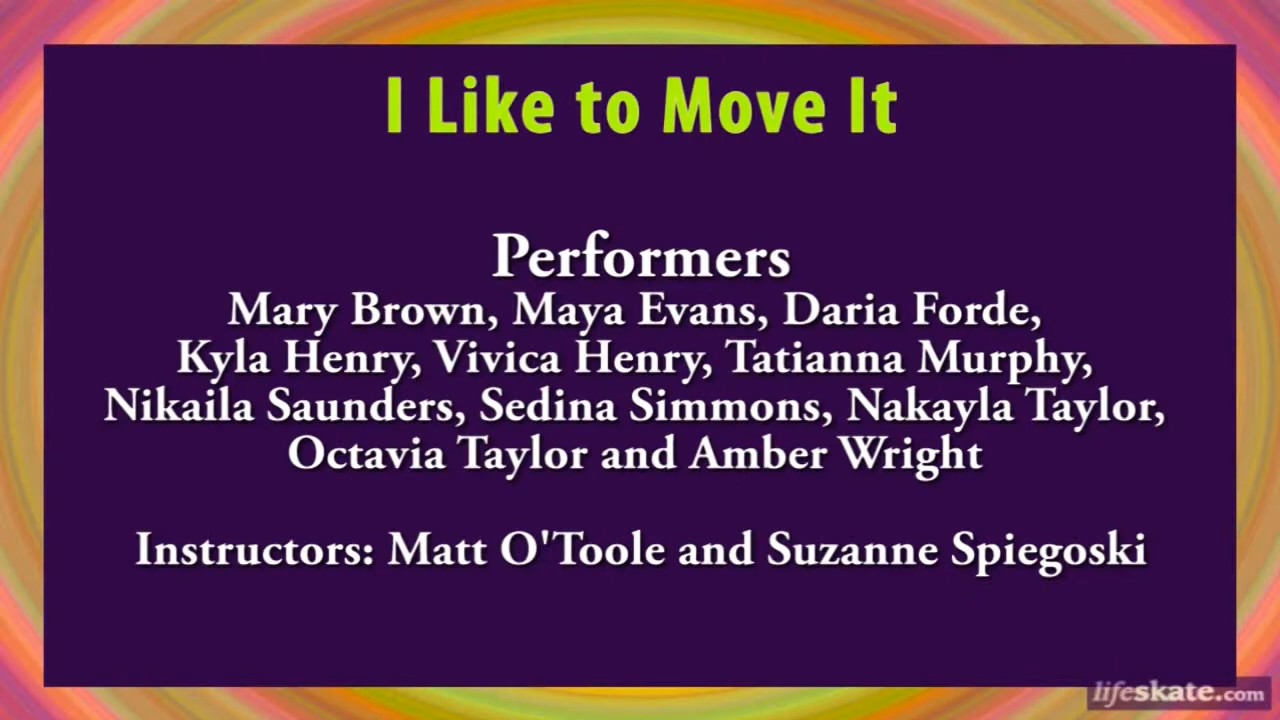 I Like to Move It
Performers
Mary Brown, Maya Evans, Daria Forde,
Kyla Henry, Vivica Henry, Tatianna Murphy,
Nikaila Saunders, Sedina Simmons, Nakayla Taylor,
Octavia Taylor and Amber Wright
Instructors: Matt O'Toole and Suzanne Spiegoski
lifeskate.com